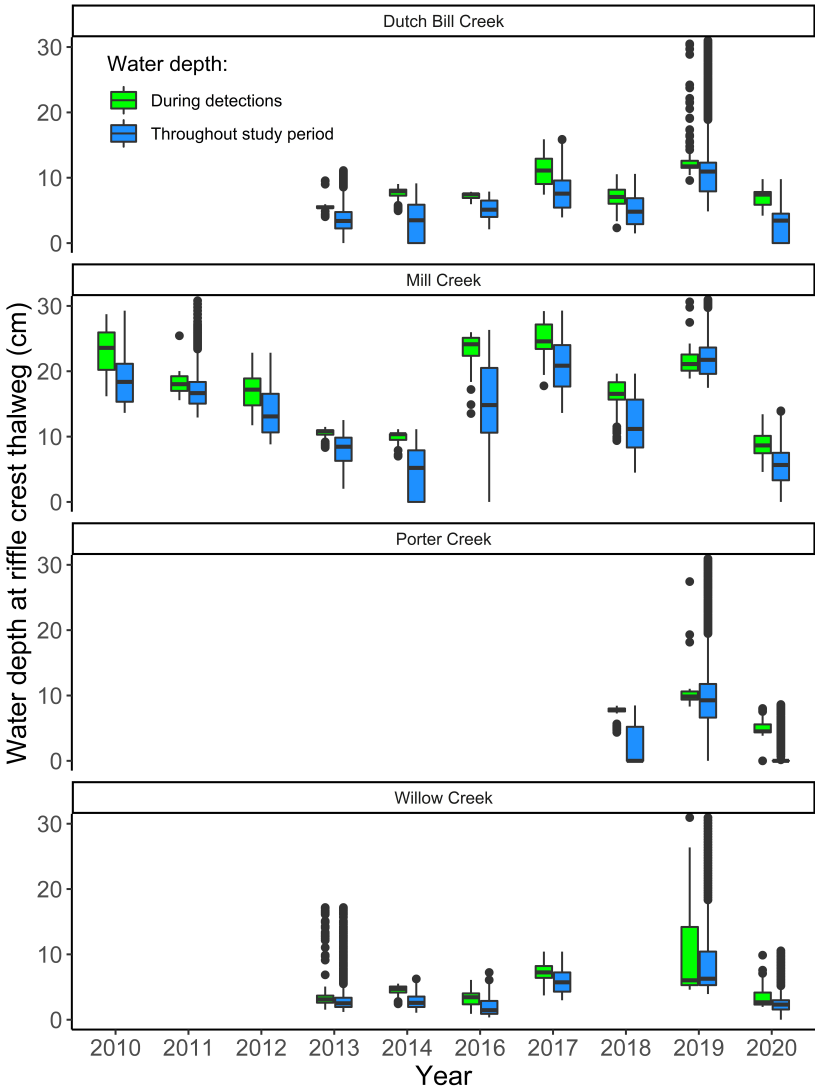 Dutch Bill Creek
Water depth:
During detections
Throughout study period
30
20
10
0
Mill Creek
30
20
10
0
Water depth at riffle crest thalweg (cm)
Porter Creek
30
20
10
0
Willow Creek
30
20
10
0
2010 2011 2012 2013 2014 2016 2017 2018 2019 2020
Year